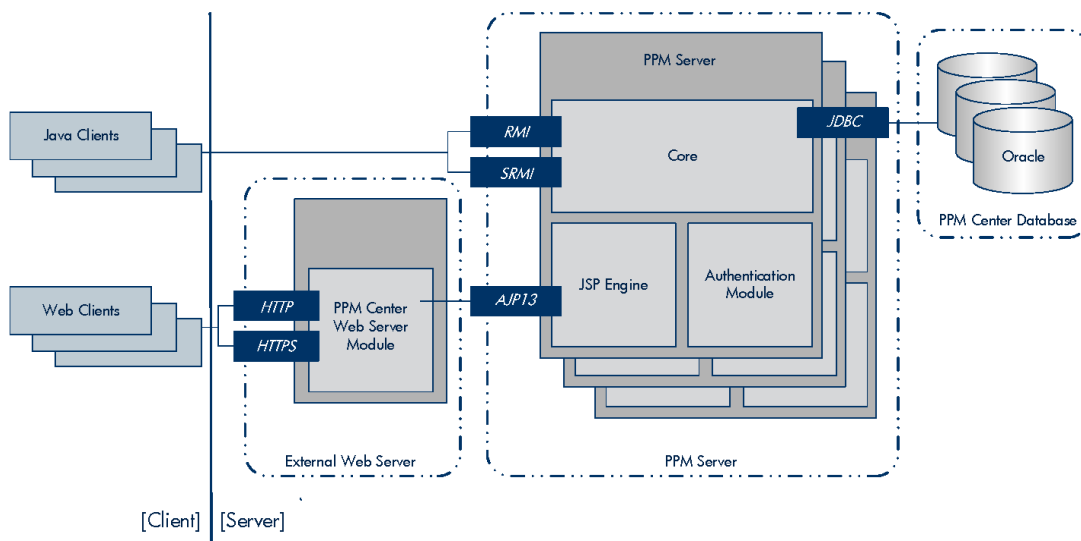 PPM Server
Java Clients
RMI
SRMI
Core
JDBC
Oracle
PPM Center Database
Web Clients
HTTP
HTTPS
PPM Center
Web Server
Module
AJP13
JSP Engine
Authentication
Module
External Web Server
PPM Server
[Client]
[Server]